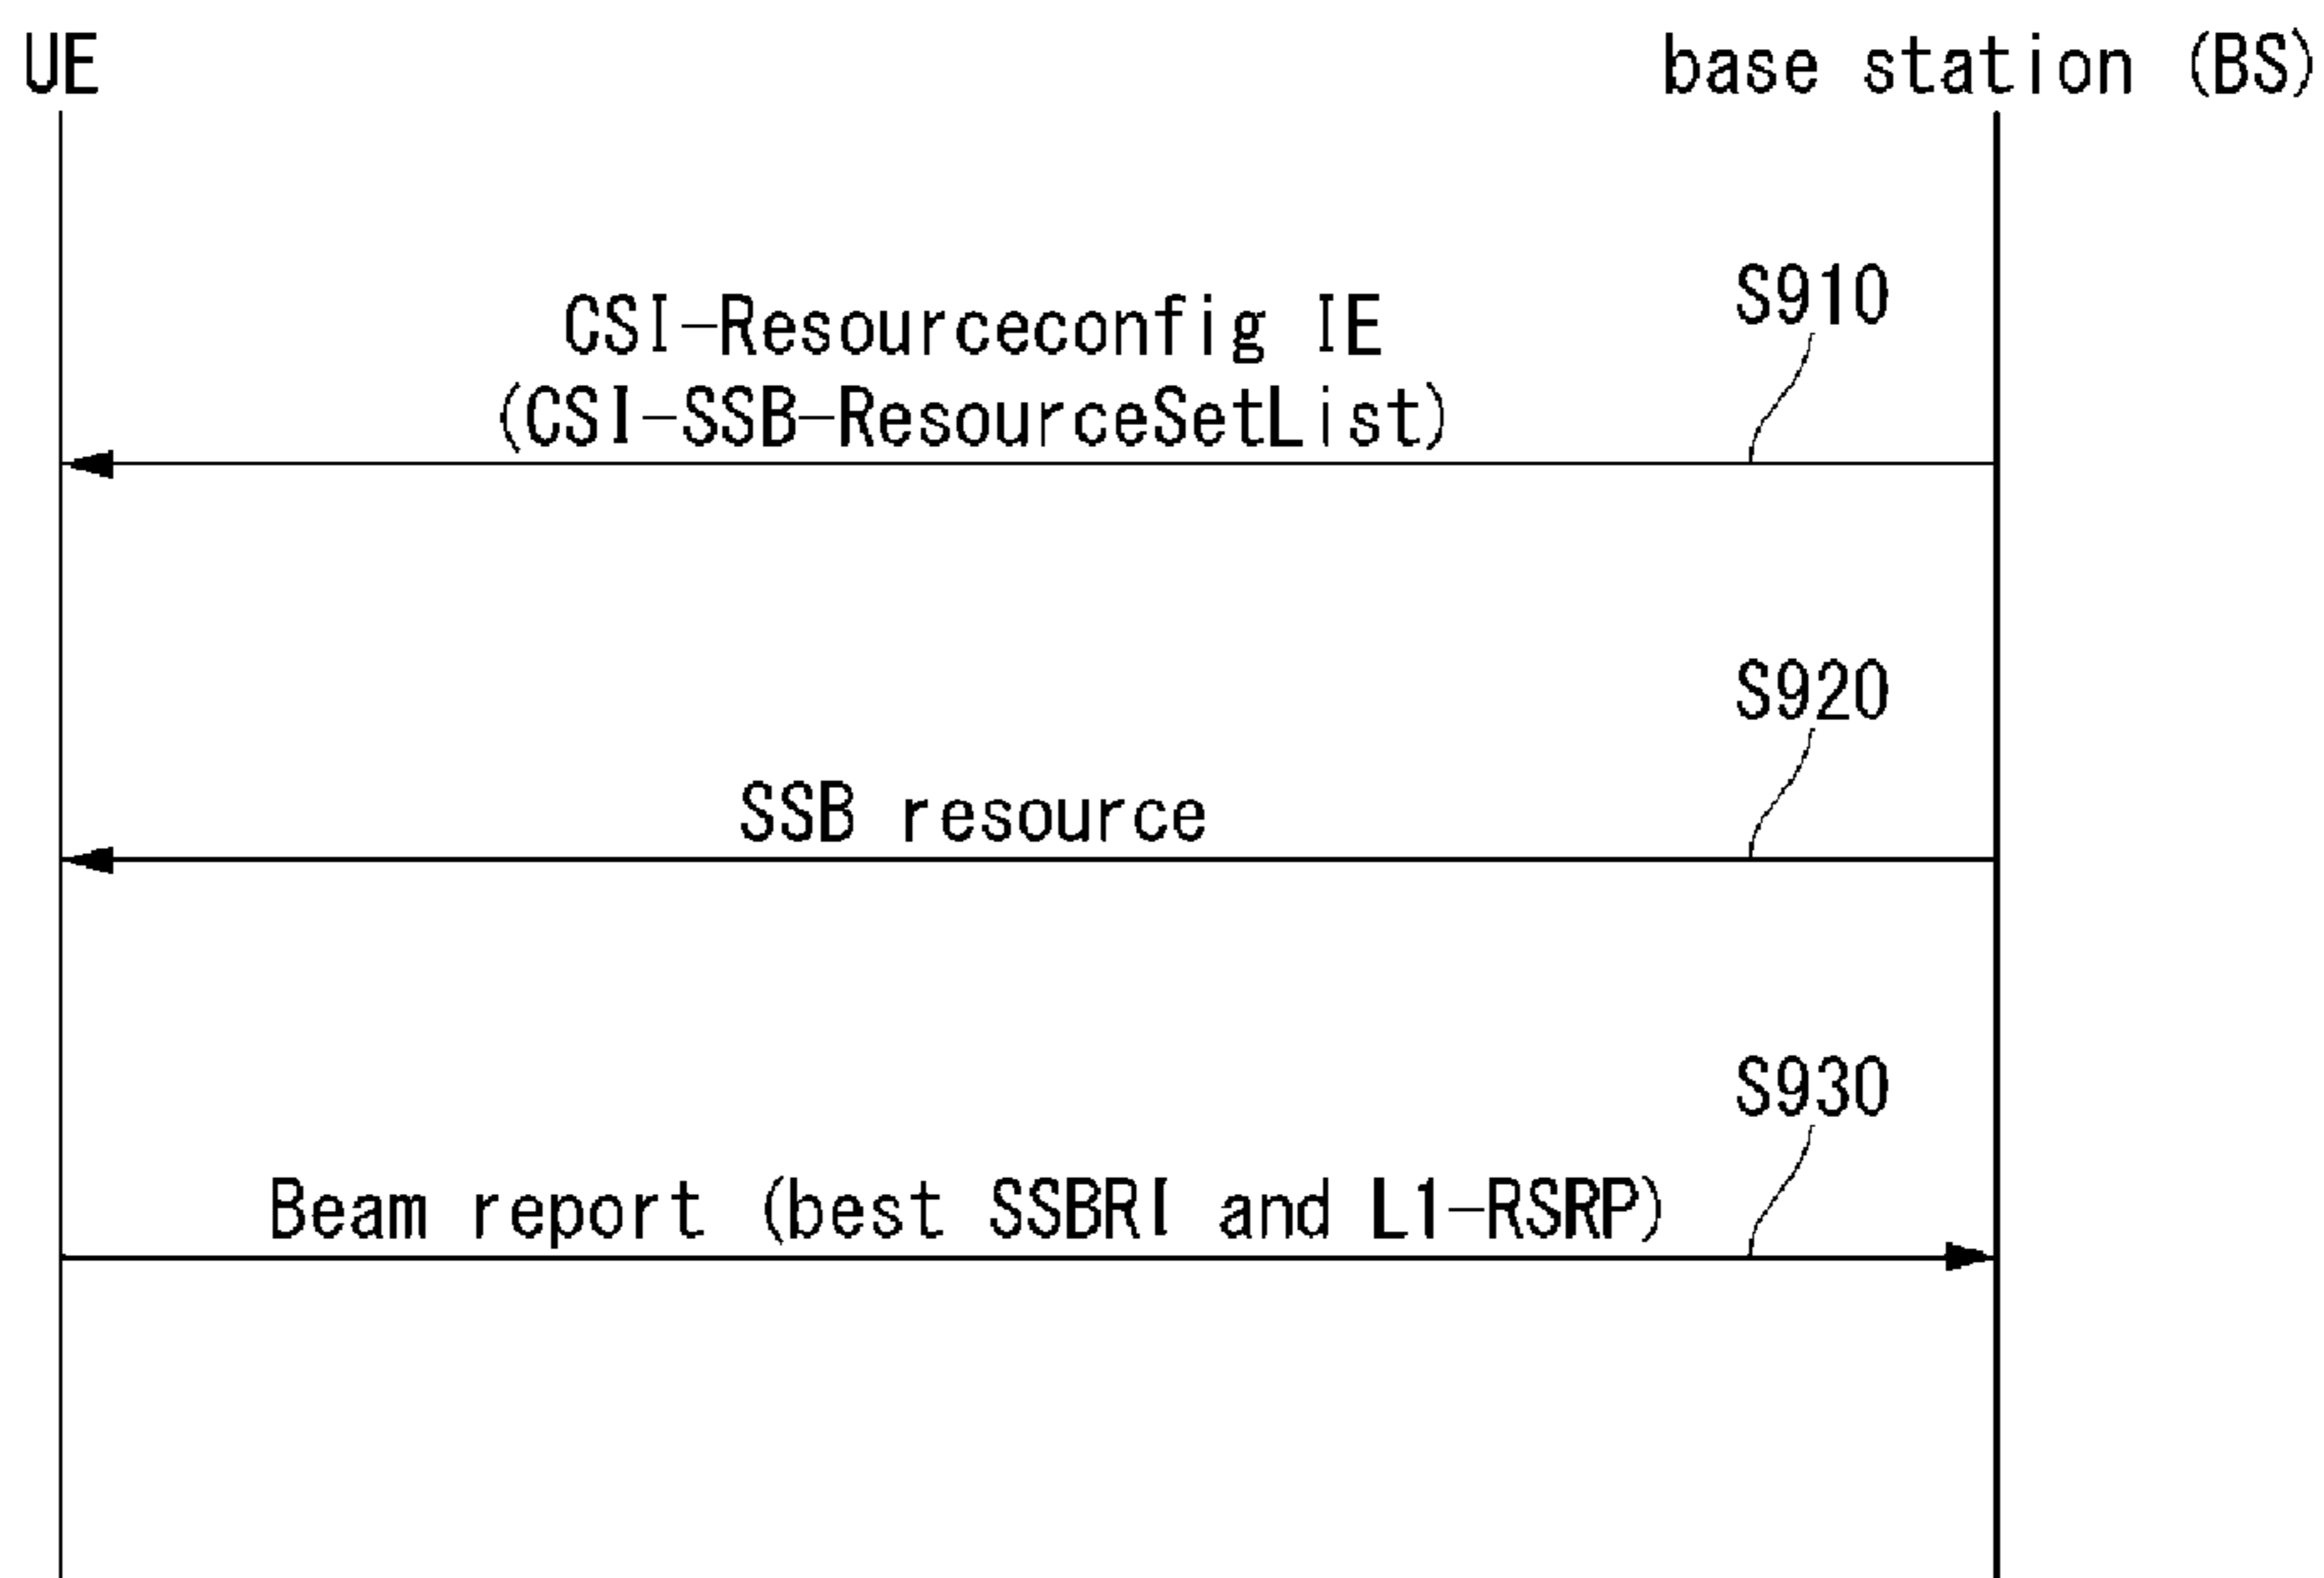 UE
base station (BS)
S910
CSI-Resourceconfig IE
(CSI-SSB-ResourceSetList)
S920
SSB resource
S930
Beam report (best SSBRI and L1-RSRP)